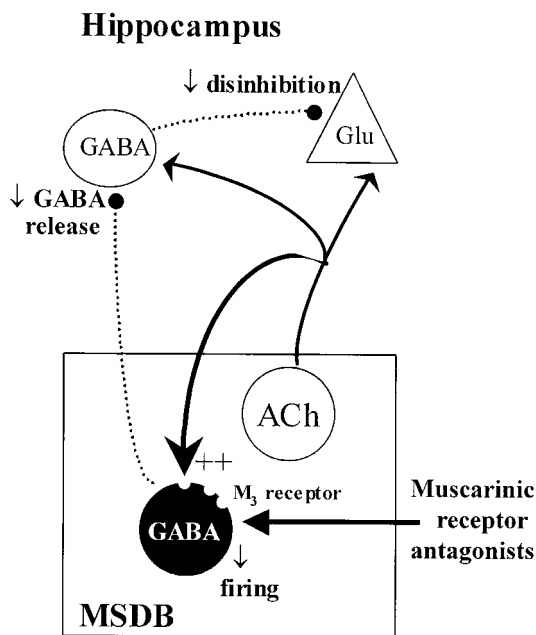 Hippocampus
↓ disinhibition
GABA
Glu
↓ GABA
release
ACh
++
M₃ receptor
GABA
↓
firing
Muscarinic
receptor
antagonists
MSDB